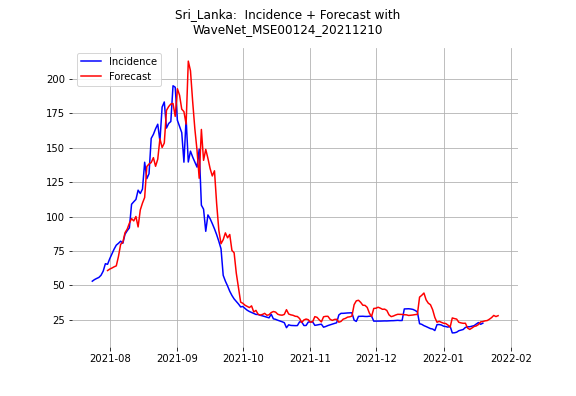 Sri_Lanka: Incidence + Forecast with
WaveNet_MSE00124_20211210
Incidence
Forecast
200
175
150
125
100
75
50
25
2021-08 2021-09 2021-10 2021-11 2021-12 2022-01 2022-02